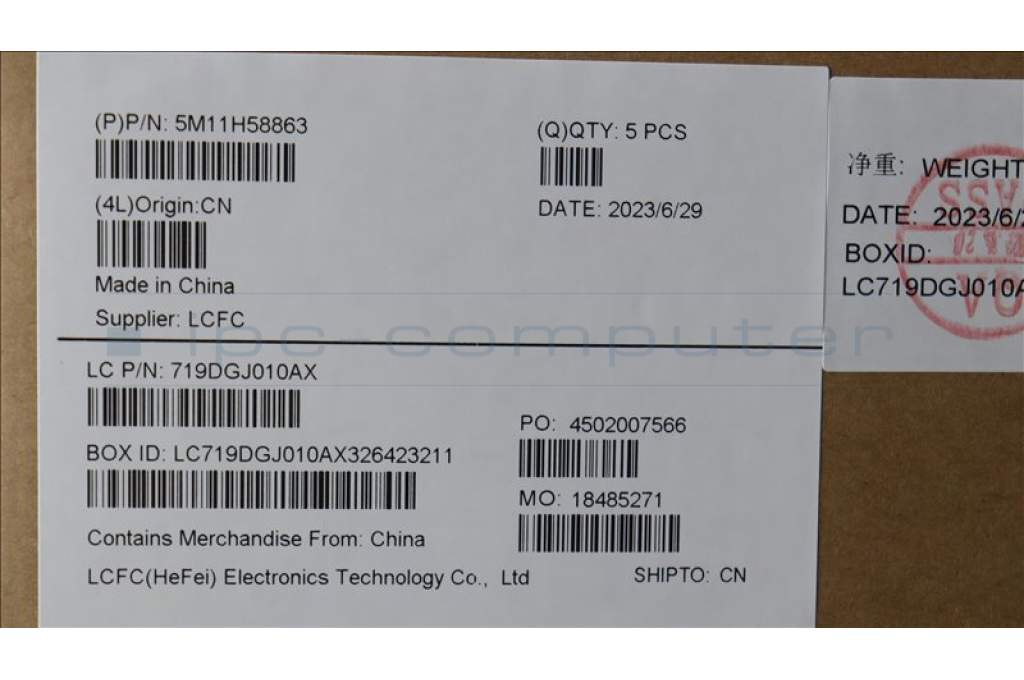 (P)P/N: 5M11H58863
(Q)QTY: 5 PCS
(4L)Origin:CN
DATE: 2023/6/29
Made in China
Supplier: LCFC
ipc-computer
LC P/N: 719DGJ010AX
PO: 4502007566
BOX ID: LC719DGJ010AX326423211
MO: 18485271
Contains Merchandise From: China
LCFC(HeFei) Electronics Technology Co., Ltd
SHIPTO: CN
净重: WEIGHT
DATE: 2023/6/
BOXID:
LC719DGJ010A